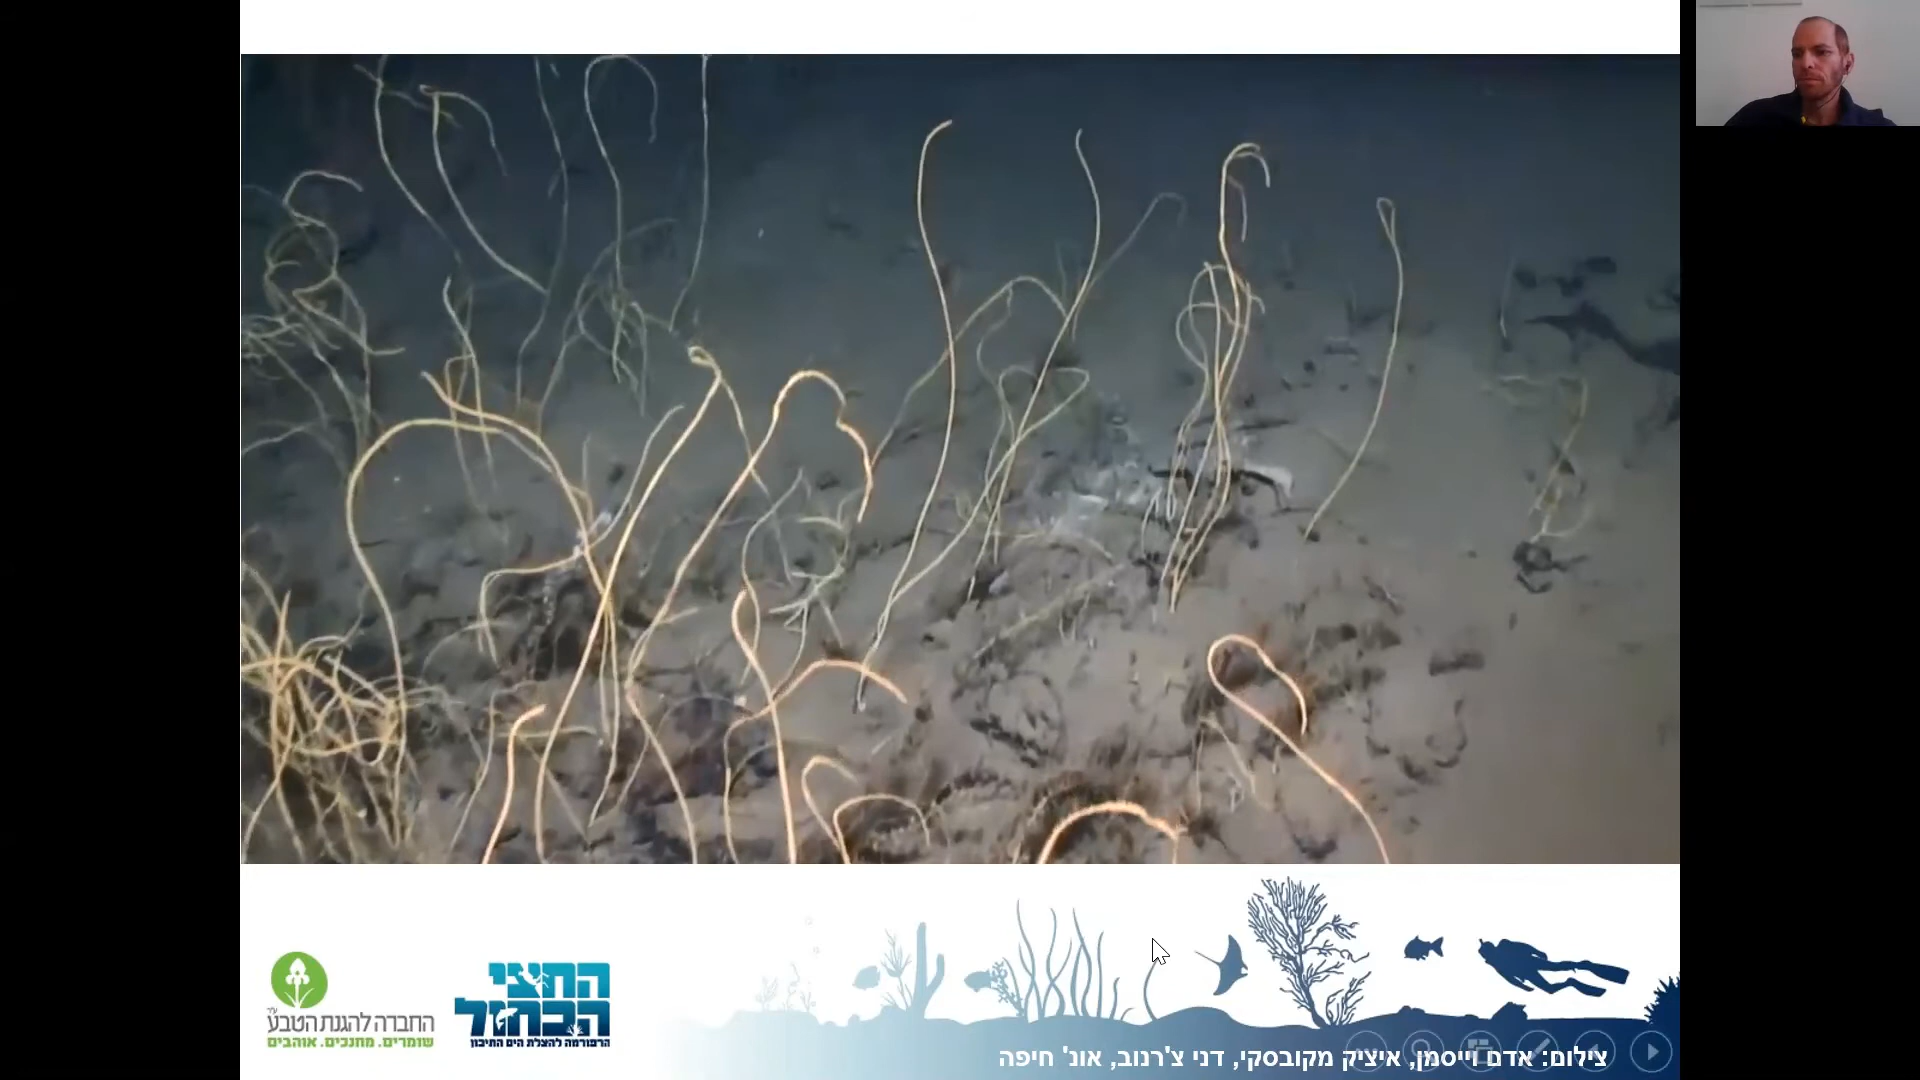 החברה להגנת הטבע ע״ר
שומרים. מחנכים. אוהבים.
החצי
הכחול
הרפורמה להצלת הים התיכון
צילום: אדם וייסמן, איציק מקובסקי, דני צ'רנוב, אונ' חיפה